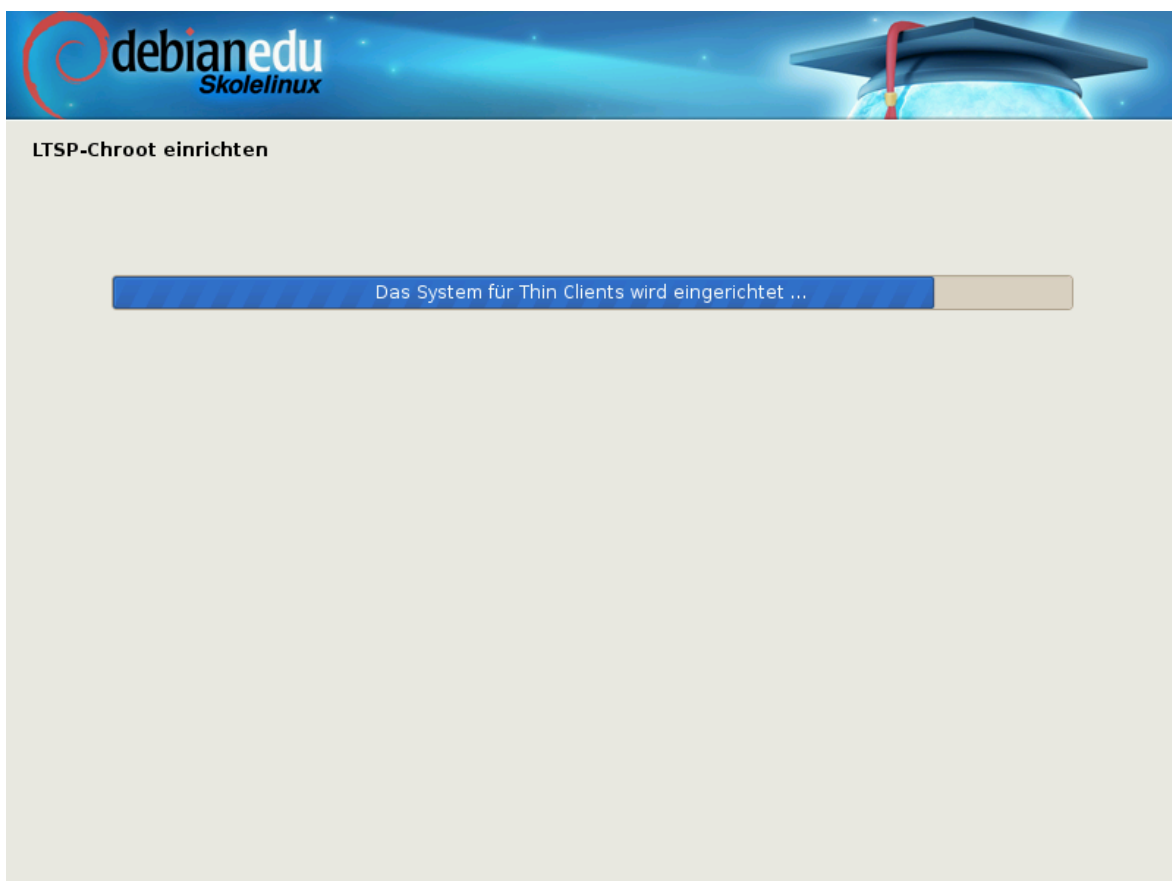 debianedu
Skolelinux
LTSP-Chroot einrichten
Das System für Thin Clients wird eingerichtet ...